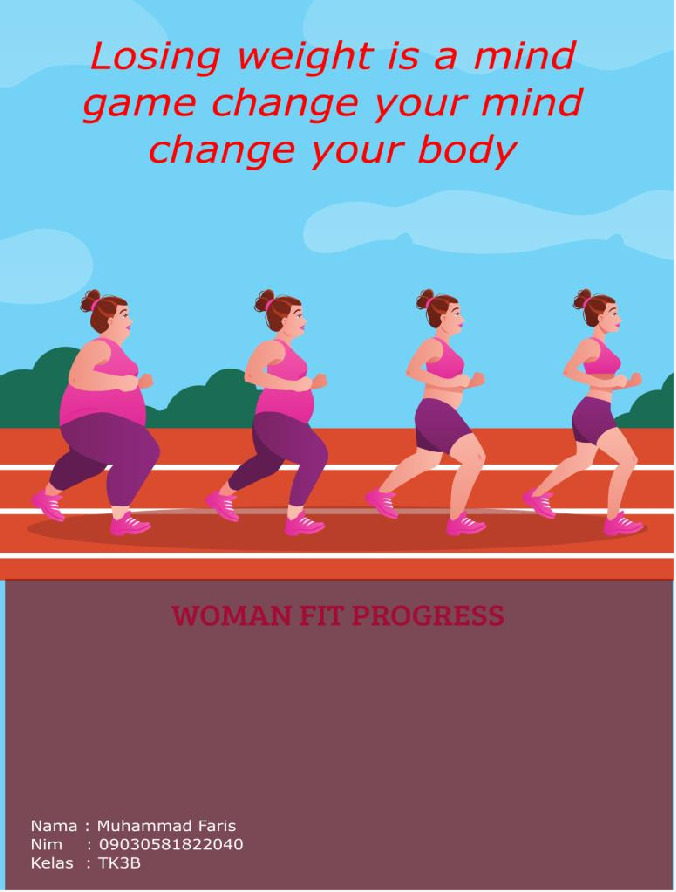 Losing weight is a mind
game change your mind
change your body
WOMAN FIT PROGRESS
Nama : Muhammad Faris
Nim : 09030581822040
Kelas : TK3B